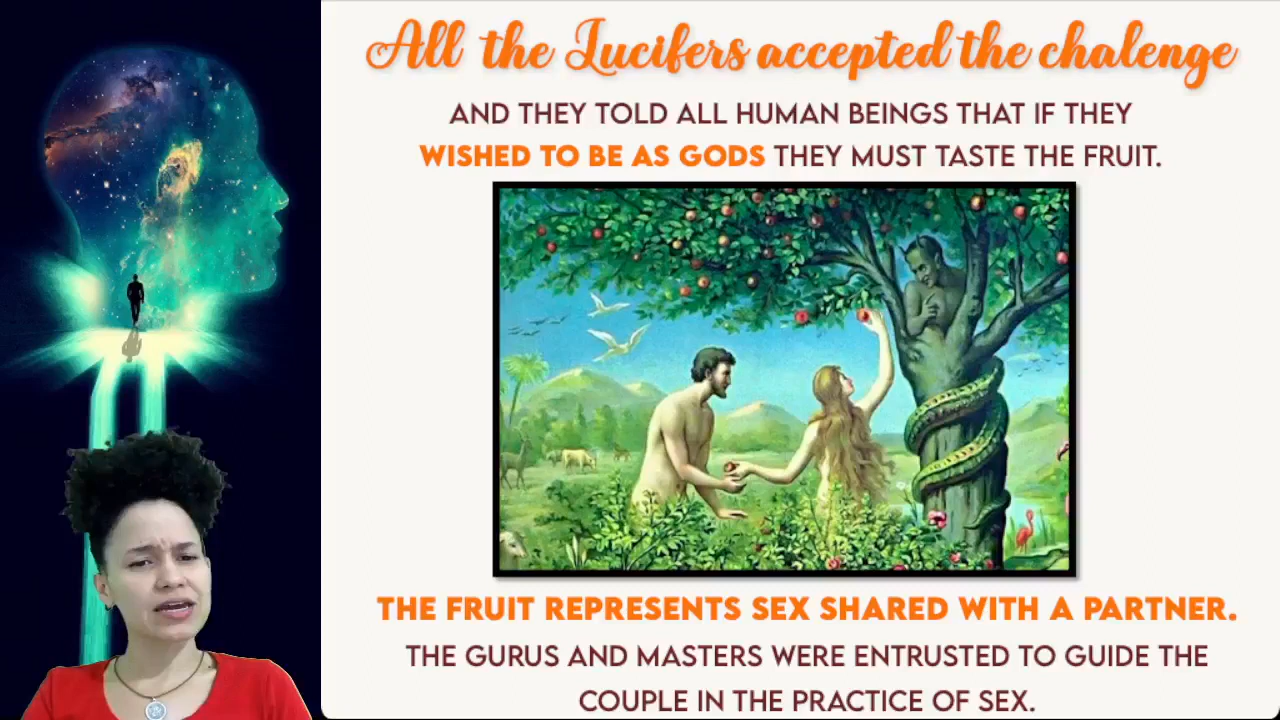 All the Lucifers accepted the chalenge
AND THEY TOLD ALL HUMAN BEINGS THAT IF THEY
WISHED TO BE AS GODS THEY MUST TASTE THE FRUIT.
THE FRUIT REPRESENTS SEX SHARED WITH A PARTNER.
THE GURUS AND MASTERS WERE ENTRUSTED TO GUIDE THE
COUPLE IN THE PRACTICE OF SEX.